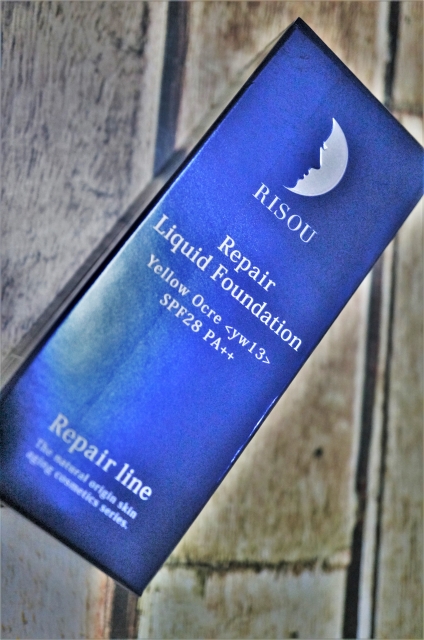 RISOU
Repair
Liquid Foundation
Yellow Ocre <yw13>
SPF28 PA++
Repair line
The natural origin skin
aging cosmetics series.